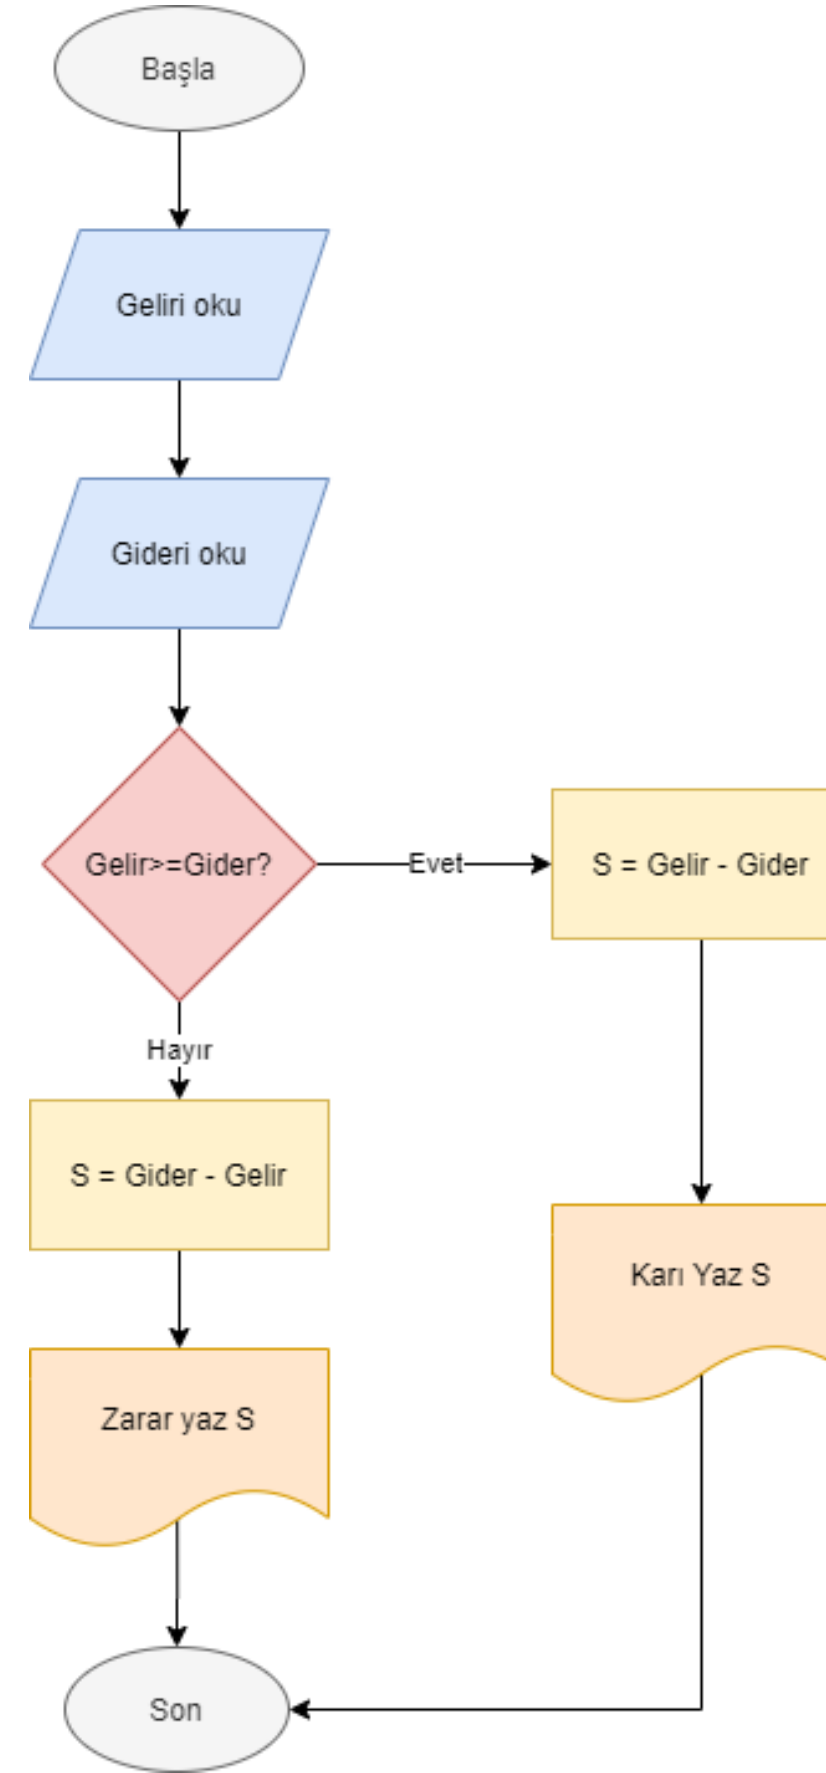 Başla
Geliri oku
Gideri oku
Gelir>=Gider?
Evet
S = Gelir - Gider
Hayır
S = Gider - Gelir
Karı Yaz S
Zarar yaz S
Son